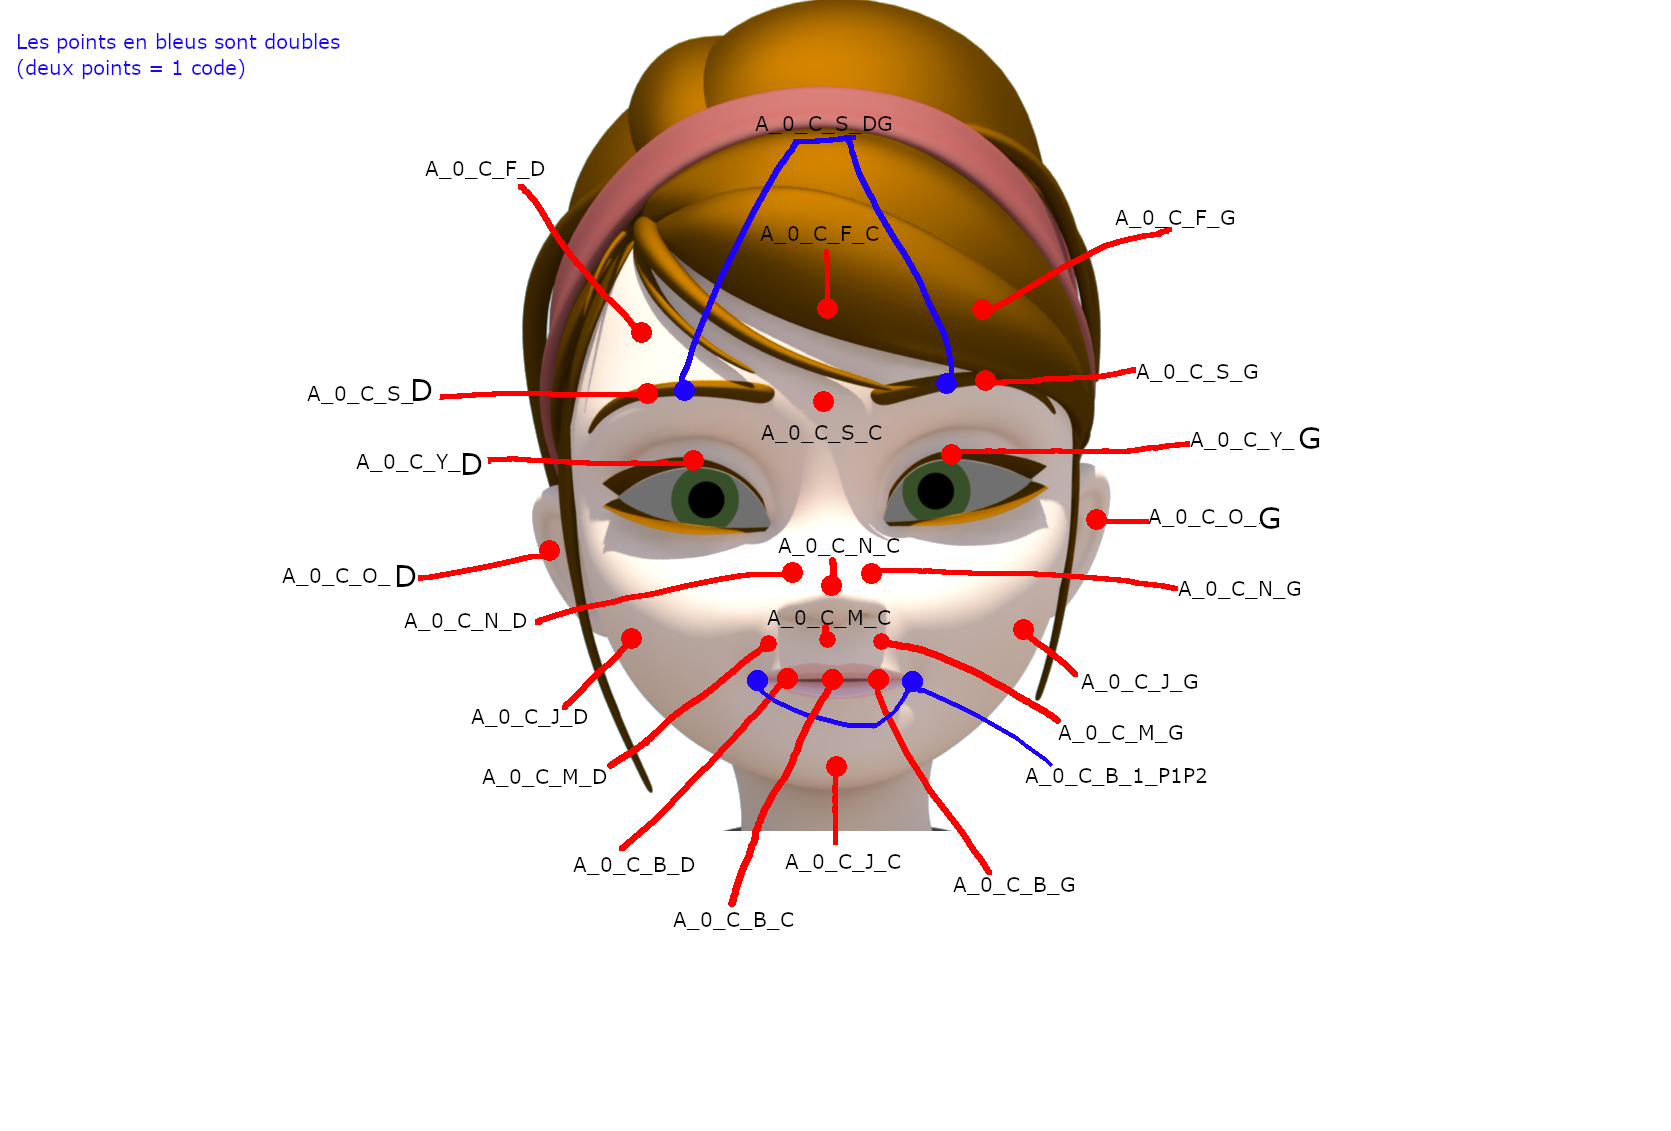 Les points en bleus sont doubles
(deux points = 1 code)
A_0_C_S_DG
A_0_C_F_D
A_0_C_F_G
A_0_C_F_C
A_0_C_S_G
A_0_C_S_D
A_0_C_S_C
A_0_C_Y_G
A_0_C_Y_D
A_0_C_O_G
A_0_C_N_C
A_0_C_O_D
A_0_C_N_G
A_0_C_N_D
A_0_C_M_C
A_0_C_J_G
A_0_C_J_D
A_0_C_M_G
A_0_C_M_D
A_0_C_B_1_P1P2
A_0_C_B_D
A_0_C_J_C
A_0_C_B_G
A_0_C_B_C